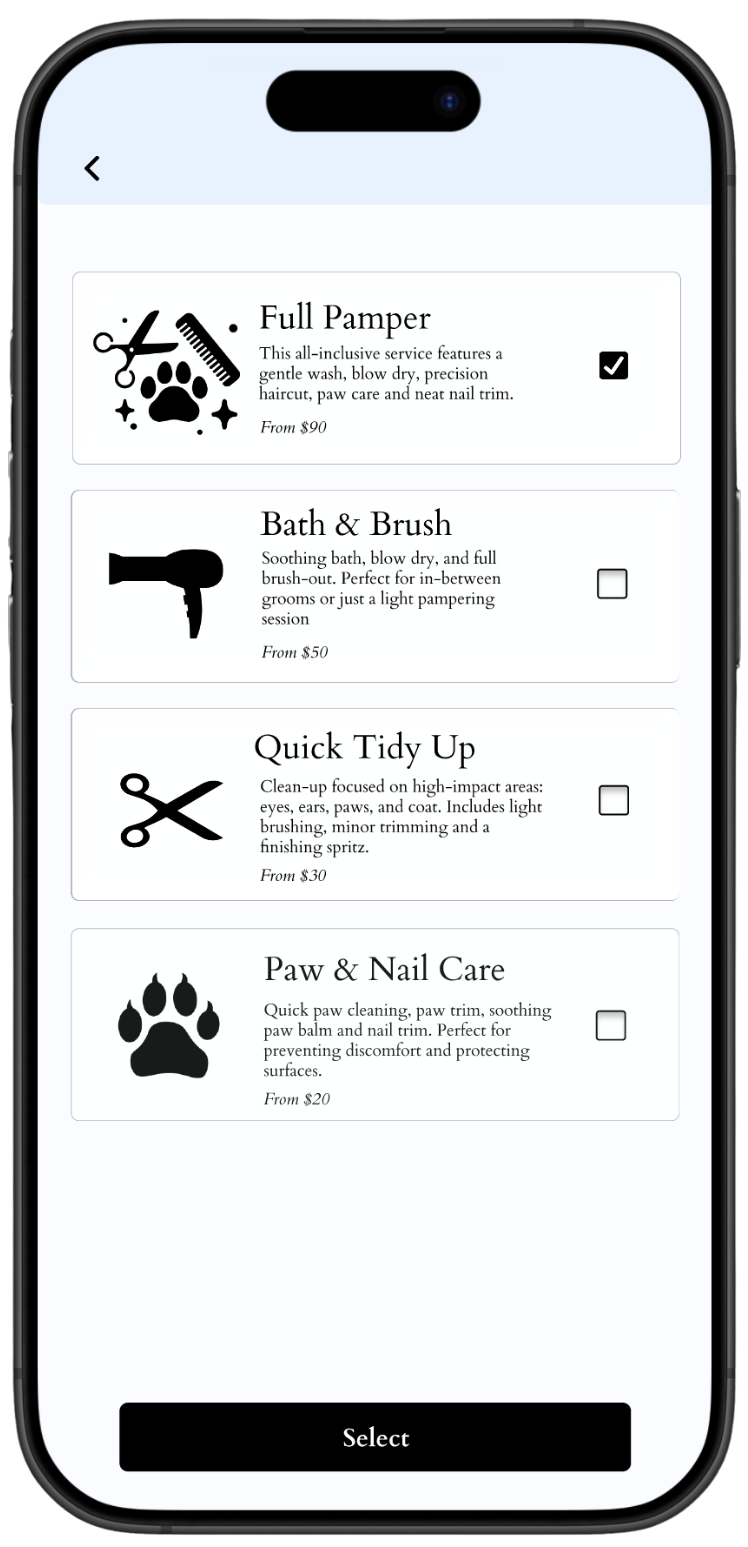 Full Pamper
This all-inclusive service features a
gentle wash, blow dry, precision
haircut, paw care and neat nail trim.
From $90
Bath & Brush
Soothing bath, blow dry, and full
brush-out. Perfect for in-between
grooms or just a light pampering
session
From $50
Quick Tidy Up
Clean-up focused on high-impact areas:
eyes, ears, paws, and coat. Includes light
brushing, minor trimming and a
finishing spritz.
From $30
Paw & Nail Care
Quick paw cleaning, paw trim, soothing
paw balm and nail trim. Perfect for
preventing discomfort and protecting
surfaces.
From $20
Select